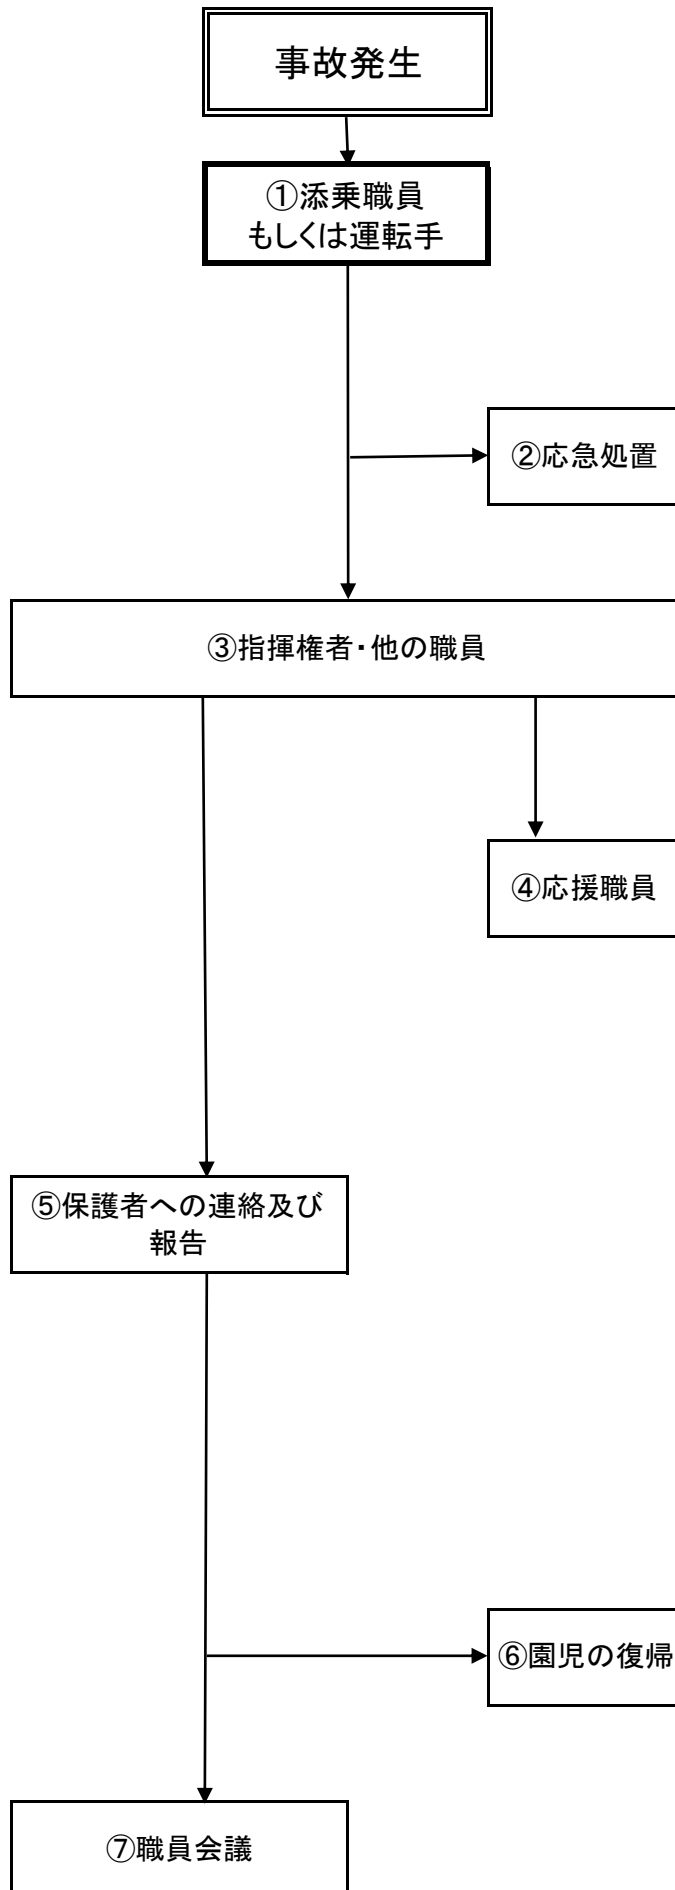 事故発生
①添乗職員
もしくは運転手
②応急処置
③指揮権者・他の職員
④応援職員
⑤保護者への連絡及び
報告
⑥園児の復帰
⑦職員会議